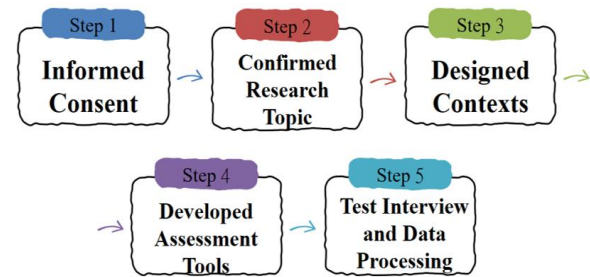 Step 1
Informed
Consent
Step 2
Confirmed
Research
Topic
Step 3
Designed
Contexts
Step 4
Developed
Assessment
Tools
Step 5
Test Interview
and Data
Processing